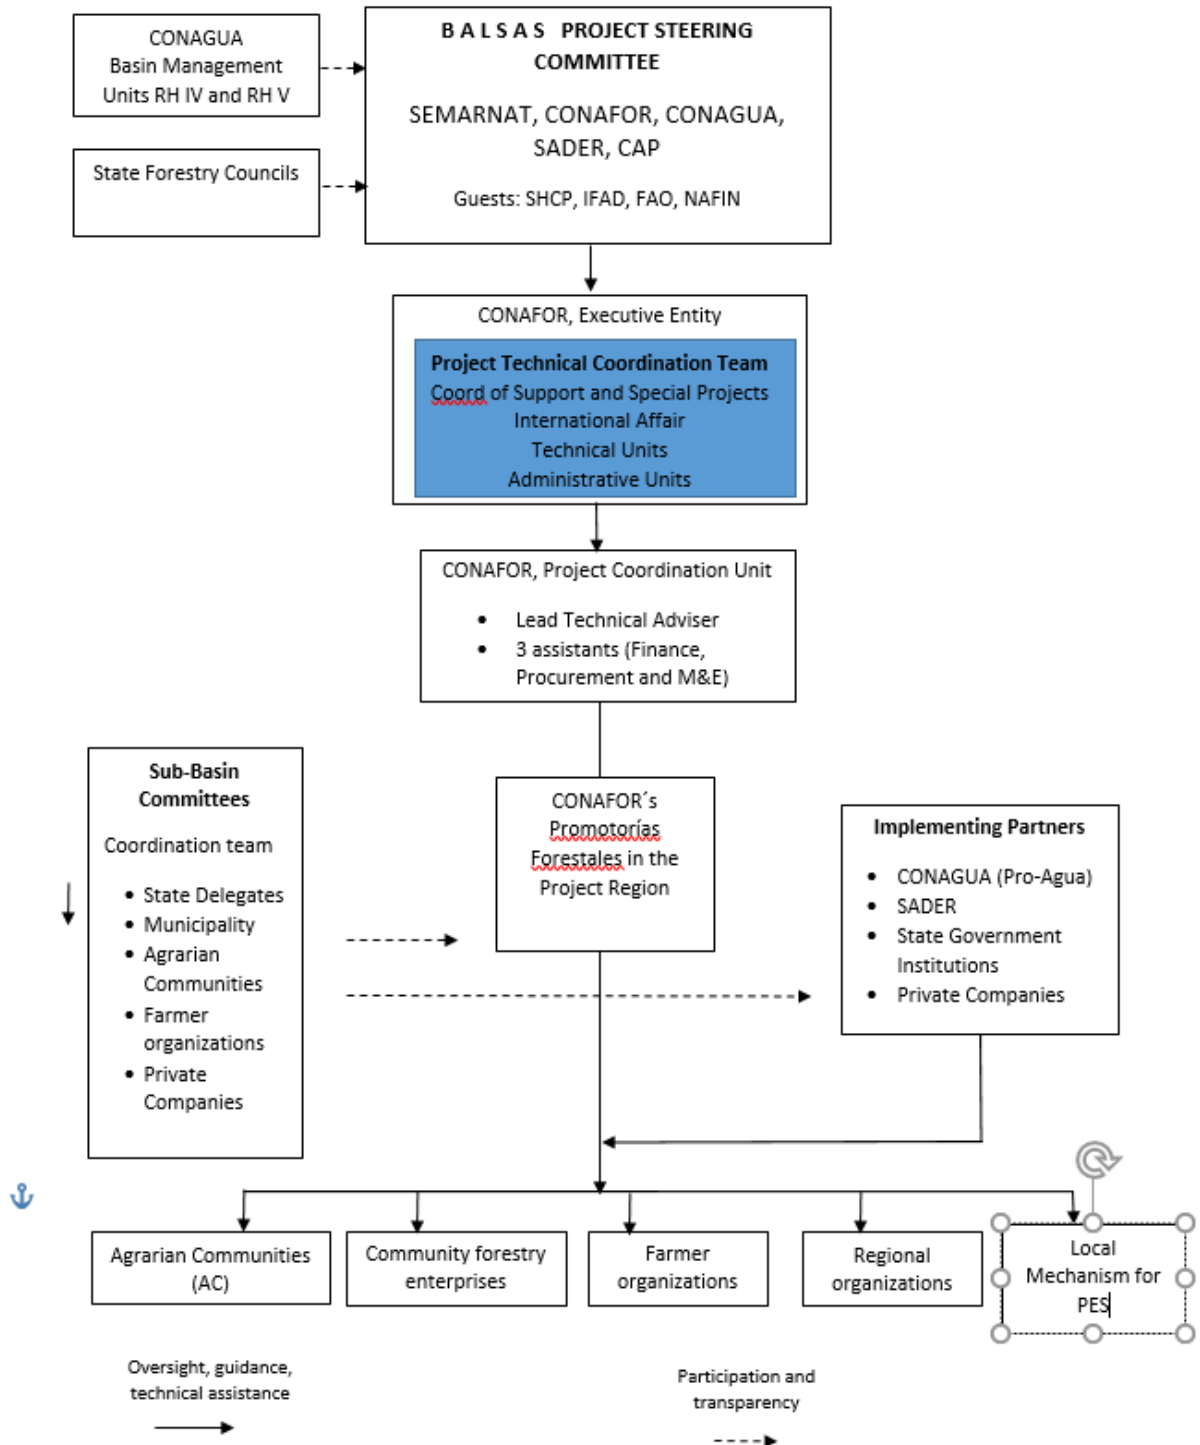 CONAGUA
Basin Management
Units RH IV and RH V
State Forestry Councils
B A L S A S PROJECT STEERING
COMMITTEE
SEMARNAT, CONAFOR, CONAGUA,
SADER, CAP
Guests: SHCP, IFAD, FAO, NAFIN
CONAFOR, Executive Entity
Project Technical Coordination Team
Coord of Support and Special Projects
International Affair
Technical Units
Administrative Units
CONAFOR, Project Coordination Unit
• Lead Technical Adviser
• 3 assistants (Finance,
Procurement and M&E)
Sub-Basin
Committees
Coordination team
• State Delegates
• Municipality
• Agrarian
Communities
• Farmer
organizations
• Private
Companies
CONAFOR´s
Promotorías
Forestales in the
Project Region
Implementing Partners
• CONAGUA (Pro-Agua)
• SADER
• State Government
Institutions
• Private Companies
Agrarian Communities
(AC)
Community forestry
enterprises
Farmer
organizations
Regional
organizations
Local
Mechanism for
PES
Oversight, guidance,
technical assistance
Participation and
transparency